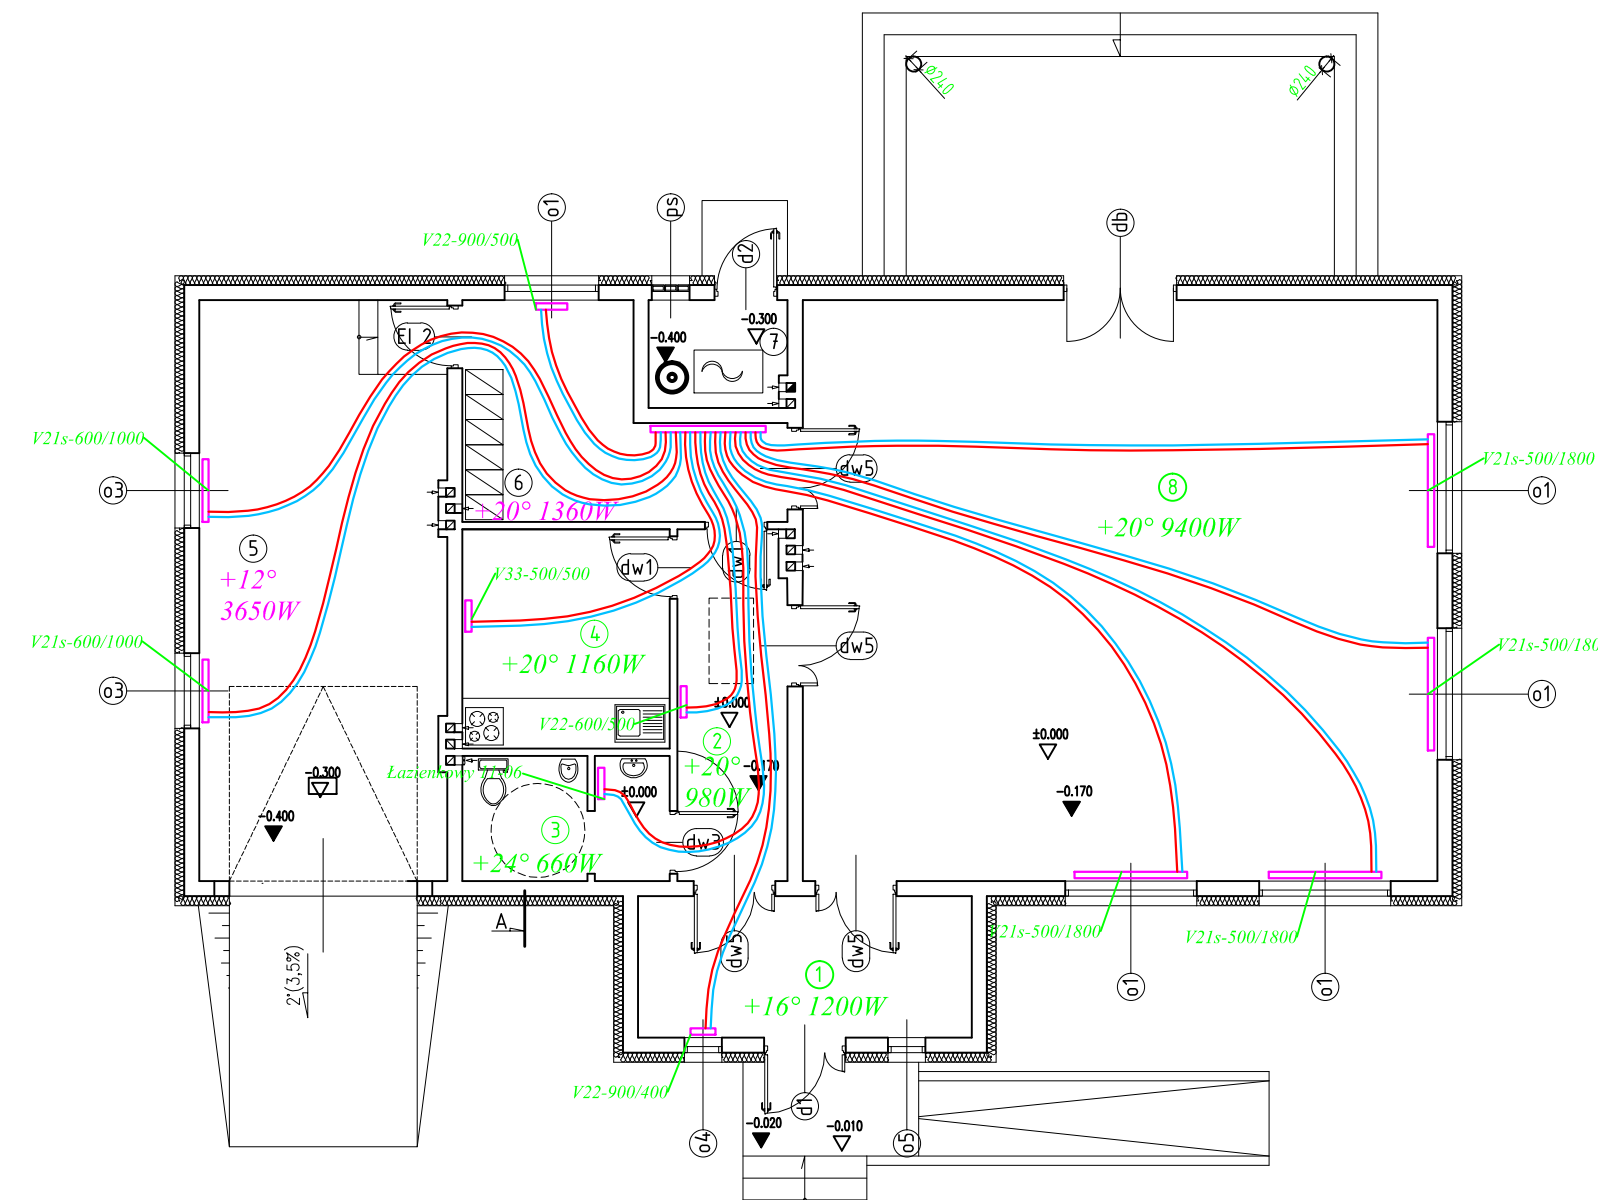 ø240
ø240
o1
ps
db
V22-900/500
d2
-0.300
7
-0.400
EI 2
V21s-600/1000
o3
6
+20° 1360W
dw5
8
+20° 9400W
V21s-500/1800
o1
5
+12°
3650W
V33-500/500
dw1
dw1
4
+20° 1160W
V21s-600/1000
o3
dw5
V21s-500/180
o1
±0.000
V22-600/500
2
+20°
980W
-0.170
±0.000
-0.170
Łazienkowy 11-06
±0.000
-0.300
-0.400
3
+24° 660W
dw3
A
dw5
dw5
V21s-500/1800
V21s-500/1800
2°(3,5%)
1
+16° 1200W
o1
o1
V22-900/400
d1
-0.020
-0.010
o4
o5